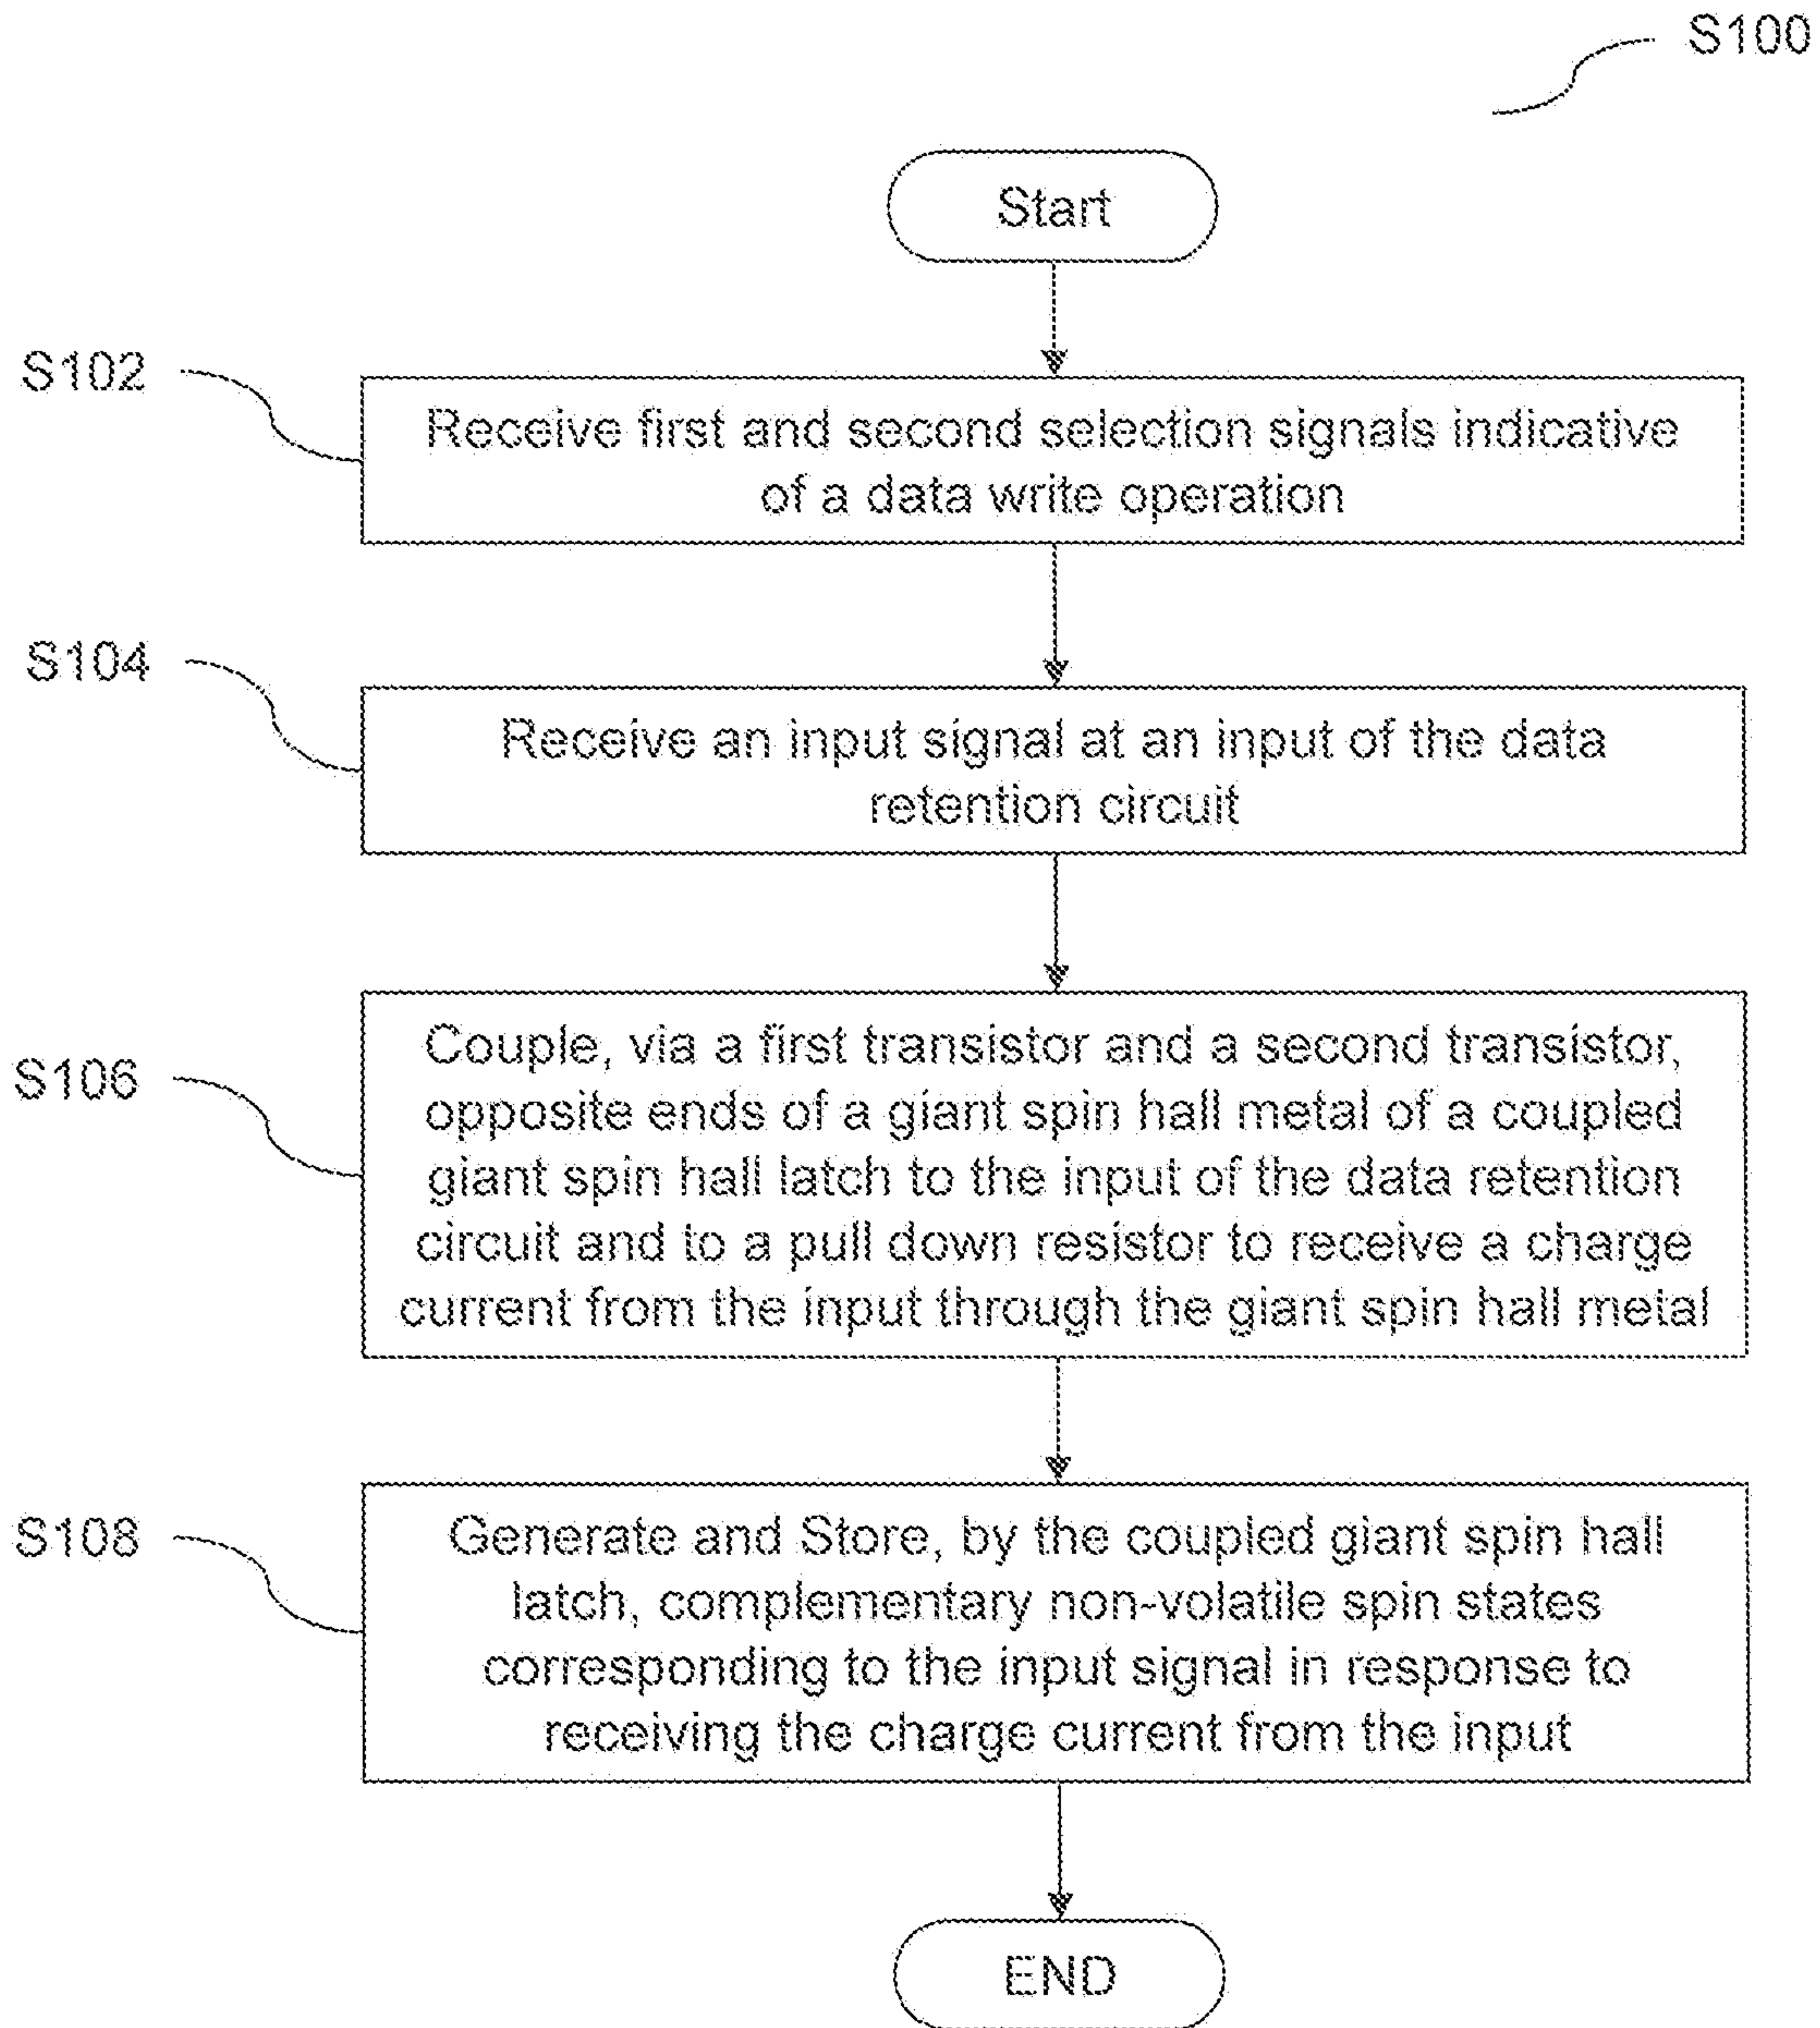 S100
Start
S102
Receive first and second selection signals indicative
of a data write operation
S104
Receive an input signal at an input of the data
retention circuit
S106
Couple, via a first transistor and a second transistor,
opposite ends of a giant spin hall metal of a coupled
giant spin hall latch to the input of the data retention
circuit and to a pull down resistor to receive a charge
current from the input through the giant spin hall metal
S108
Generate and Store, by the coupled giant spin hall
latch, complementary non-volatile spin states
corresponding to the input signal in response to
receiving the charge current from the input
END